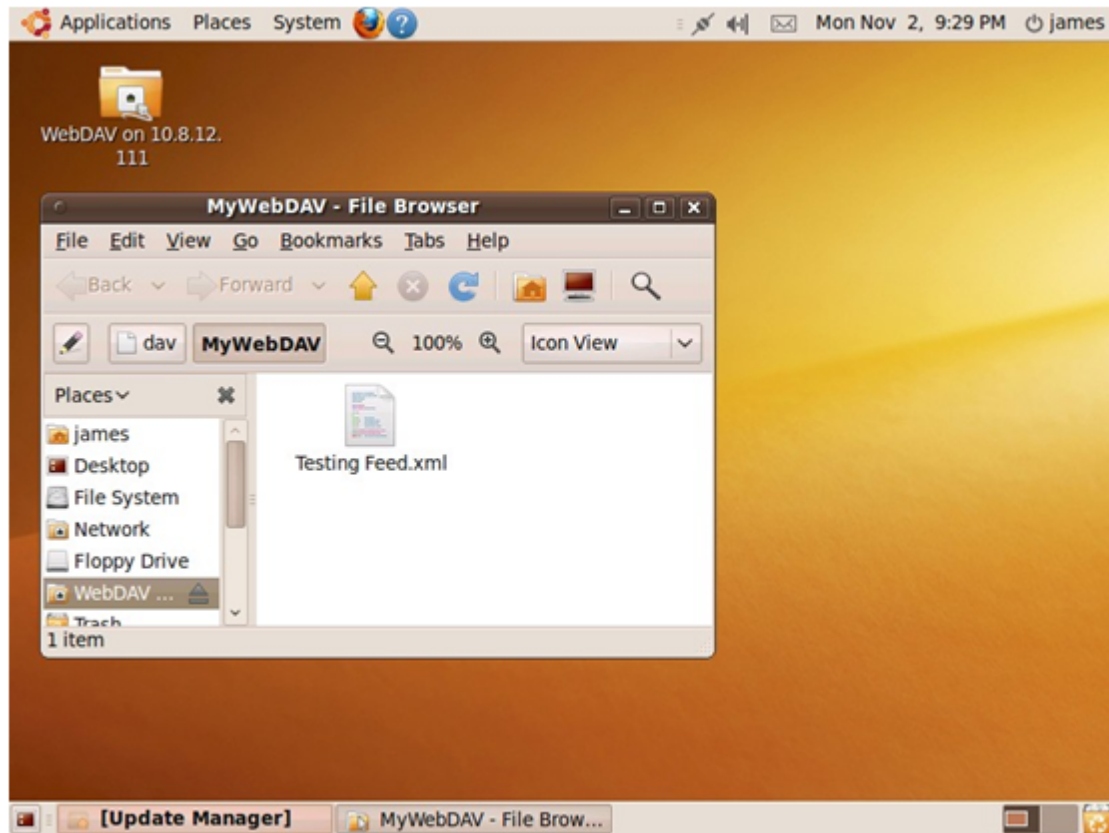 Applications Places System Mon Nov 2, 9:29 PM james
WebDAV on 10.8.12.
111
MyWebDAV - File Browser
File Edit View Go Bookmarks Tabs Help
Back Forward
dav MyWebDAV 100% Icon View
Places
james
Desktop
File System
Network
Floppy Drive
WebDAV ...
Trash
Testing Feed.xml
1 item
[Update Manager] MyWebDAV - File Brow...